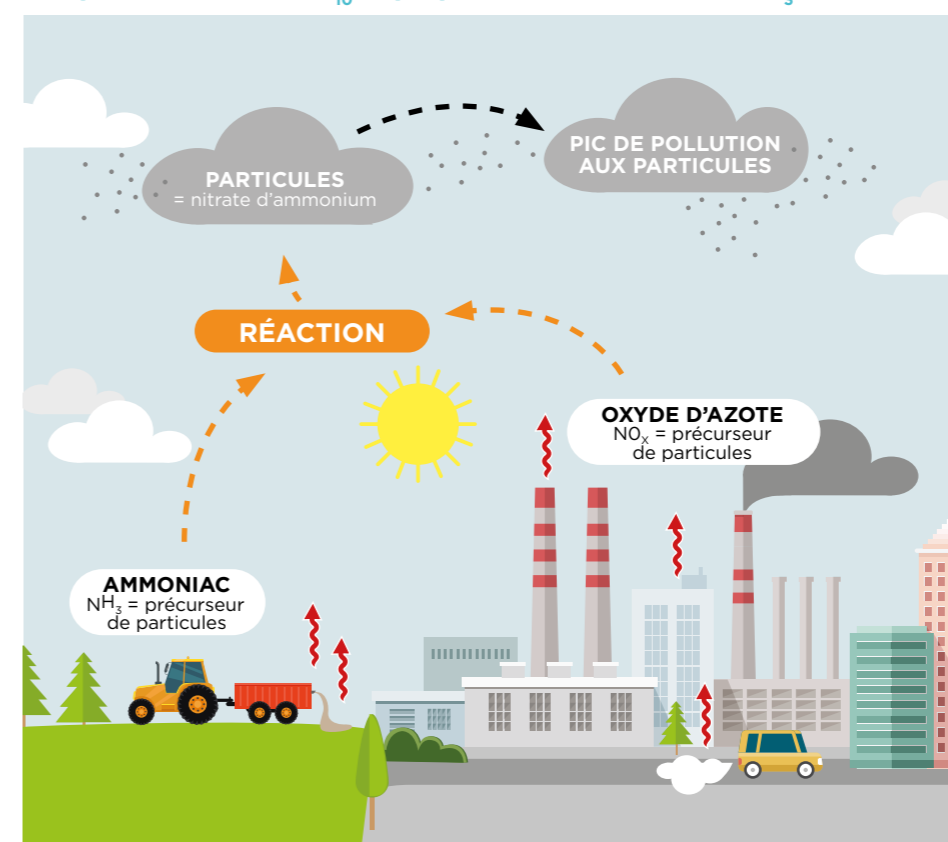 PARTICULES
= nitrate d'ammonium
PIC DE POLLUTION
AUX PARTICULES
RÉACTION
OXYDE D'AZOTE
NOₓ = précurseur
de particules
AMMONIAC
NH₃ = précurseur
de particules